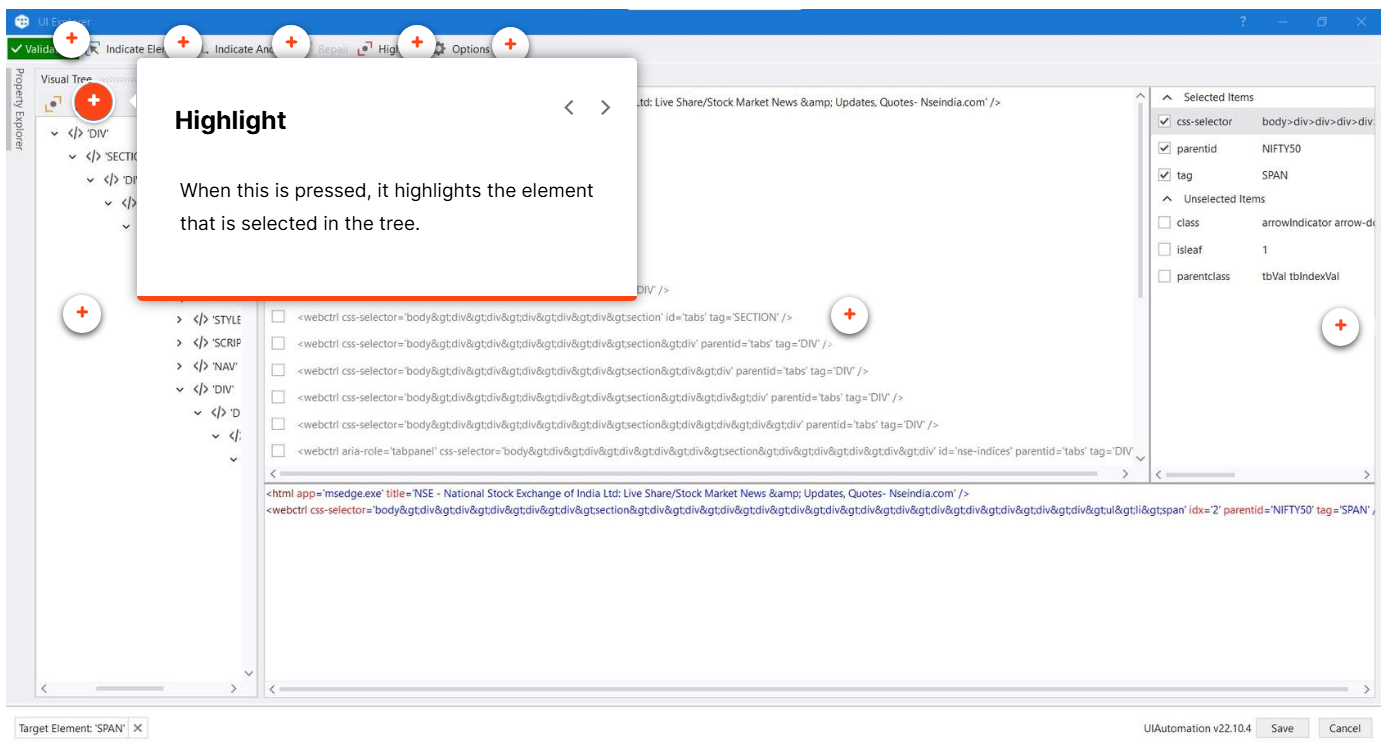 UI Explorer
Validate
Indicate Element
Indicate Anchor
Repair
Highlight
Options
Property Explorer
Visual Tree
</> 'DIV'
</> 'SECTION
</> 'DIV
</>
Highlight
When this is pressed, it highlights the element
that is selected in the tree.
Ltd: Live Share/Stock Market News &amp; Updates, Quotes- Nseindia.com' />
DIV' />
</> 'STYLE
</> 'SCRIP
</> 'NAV'
</> 'DIV'
</> 'D
</>
<webctrl css-selector='body&gt;div&gt;div&gt;div&gt;div&gt;div&gt;section' id='tabs' tag='SECTION' />
<webctrl css-selector='body&gt;div&gt;div&gt;div&gt;div&gt;div&gt;section&gt;div' parentid='tabs' tag='DIV' />
<webctrl css-selector='body&gt;div&gt;div&gt;div&gt;div&gt;div&gt;section&gt;div&gt;div' parentid='tabs' tag='DIV' />
<webctrl css-selector='body&gt;div&gt;div&gt;div&gt;div&gt;div&gt;section&gt;div&gt;div&gt;div' parentid='tabs' tag='DIV' />
<webctrl css-selector='body&gt;div&gt;div&gt;div&gt;div&gt;div&gt;section&gt;div&gt;div&gt;div&gt;div' parentid='tabs' tag='DIV' />
<webctrl aria-role='tabpanel' css-selector='body&gt;div&gt;div&gt;div&gt;div&gt;div&gt;section&gt;div&gt;div&gt;div&gt;div&gt;div' id='nse-indices' parentid='tabs' tag='DIV'
Selected Items
css-selector body>div>div>div>div
parentid NIFTY50
tag SPAN
Unselected Items
class arrowIndicator arrow-do
isleaf 1
parentclass tbVal tbIndexVal
<html app='msedge.exe' title='NSE - National Stock Exchange of India Ltd: Live Share/Stock Market News &amp; Updates, Quotes- Nseindia.com' />
<webctrl css-selector='body&gt;div&gt;div&gt;div&gt;div&gt;div&gt;section&gt;div&gt;div&gt;div&gt;div&gt;div&gt;div&gt;div&gt;div&gt;div&gt;div&gt;div&gt;div&gt;div&gt;ul&gt;li&gt;span' idx='2' parentid='NIFTY50' tag='SPAN' /
Target Element: 'SPAN'
UIAutomation v22.10.4
Save
Cancel